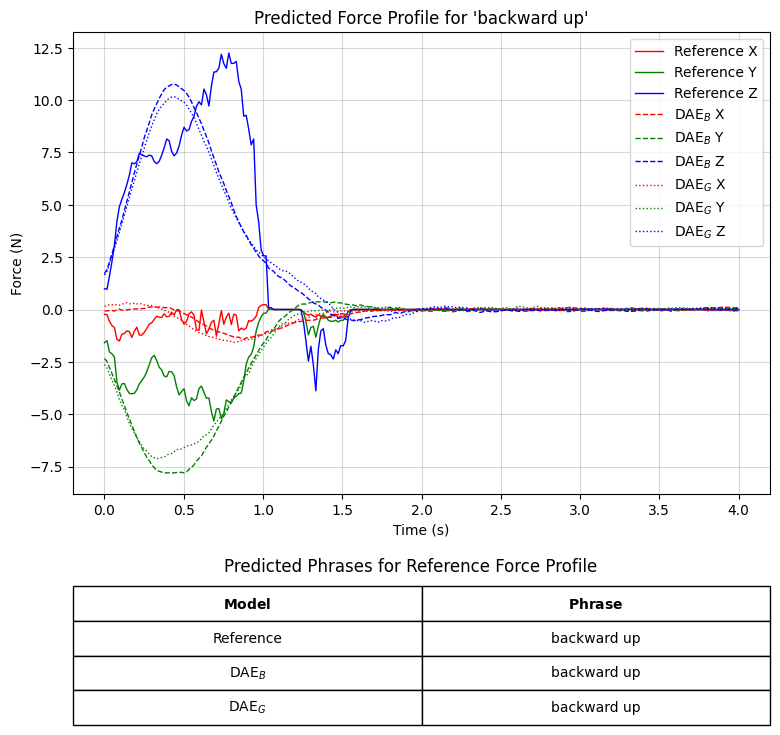 Predicted Force Profile for 'backward up'
Force (N)
12.5
10.0
7.5
5.0
2.5
0.0
−2.5
−5.0
−7.5
Reference X
Reference Y
Reference Z
DAE_B X
DAE_B Y
DAE_B Z
DAE_G X
DAE_G Y
DAE_G Z
0.0 0.5 1.0 1.5 2.0 2.5 3.0 3.5 4.0
Time (s)
Predicted Phrases for Reference Force Profile
Model Phrase
Reference backward up
DAE_B backward up
DAE_G backward up